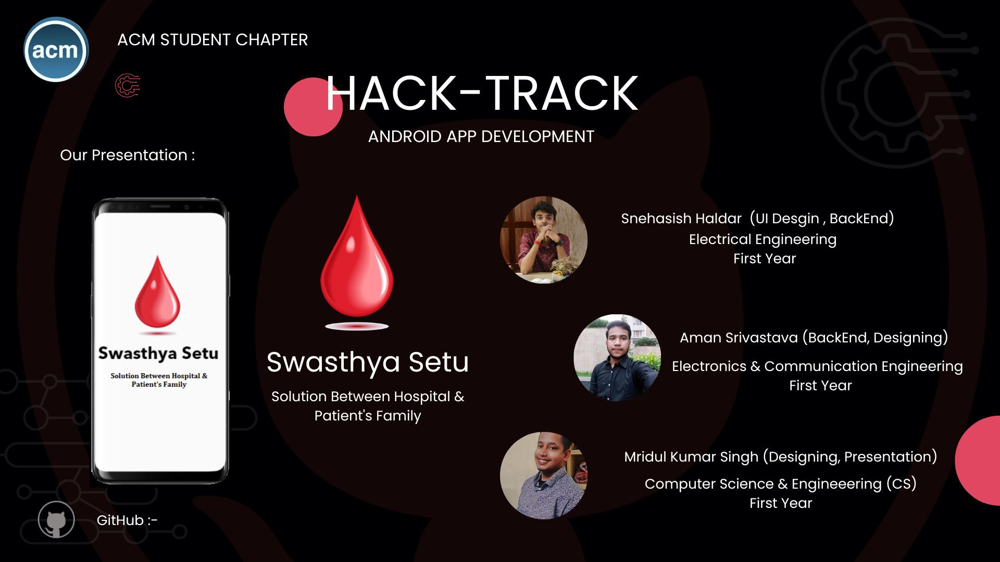 acm
ACM STUDENT CHAPTER
HACK-TRACK
ANDROID APP DEVELOPMENT
Our Presentation :
Swasthya Setu
Solution Between Hospital &
Patient's Family
Swasthya Setu
Solution Between Hospital &
Patient's Family
Snehasish Haldar (UI Desgin , BackEnd)
Electrical Engineering
First Year
Aman Srivastava (BackEnd, Designing)
Electronics & Communication Engineering
First Year
Mridul Kumar Singh (Designing, Presentation)
Computer Science & Engineeering (CS)
First Year
GitHub :-